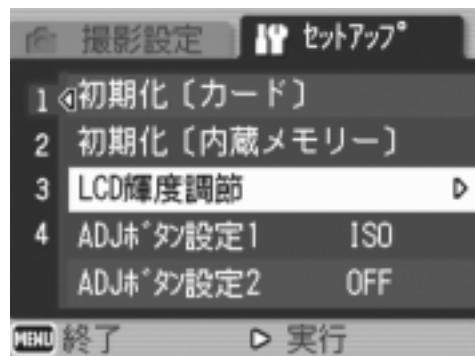 撮影設定 セットアップ
1 初期化〔カード〕
2 初期化〔内蔵メモリー〕
3 LCD輝度調節
4 ADJボタン設定1 ISO
ADJボタン設定2 OFF
MENU 終了 実行